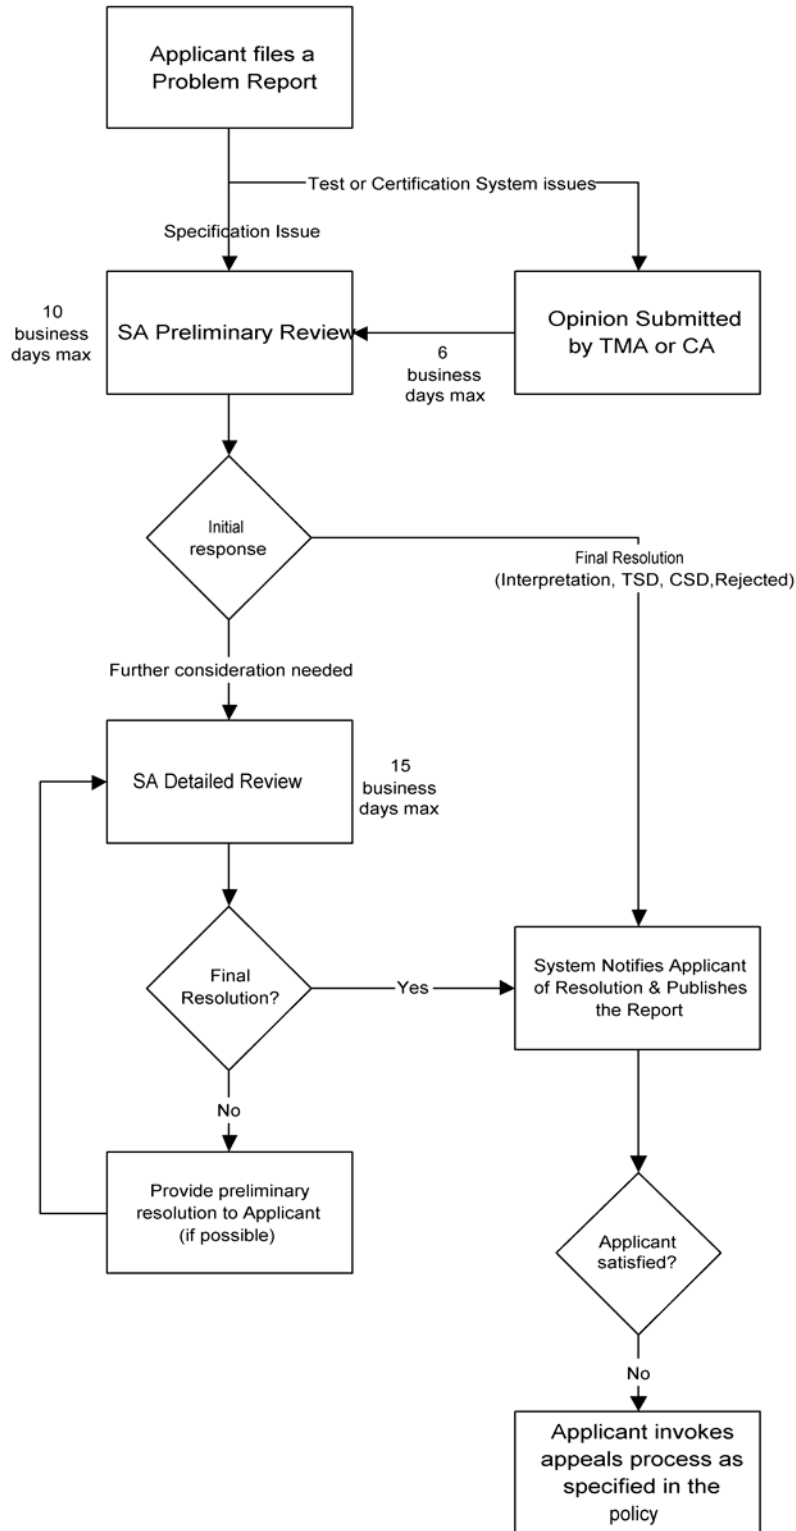 Applicant files a
Problem Report
Test or Certification System issues
Specification Issue
10
business
days max
SA Preliminary Review
6
business
days max
Opinion Submitted
by TMA or CA
Initial
response
Final Resolution
(Interpretation, TSD, CSD,Rejected)
Further consideration needed
SA Detailed Review
15
business
days max
Final
Resolution?
Yes
System Notifies Applicant
of Resolution & Publishes
the Report
No
Provide preliminary
resolution to Applicant
(if possible)
Applicant
satisfied?
No
Applicant invokes
appeals process as
specified in the
policy